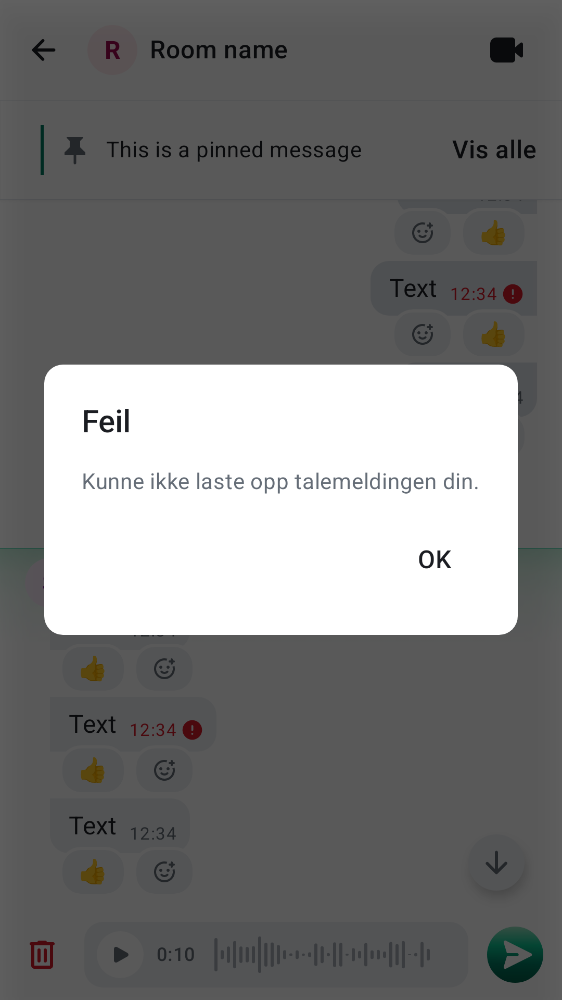 R Room name
This is a pinned message Vis alle
Text 12:34
Feil
Kunne ikke laste opp talemeldingen din.
OK
Text 12:34
Text 12:34
0:10